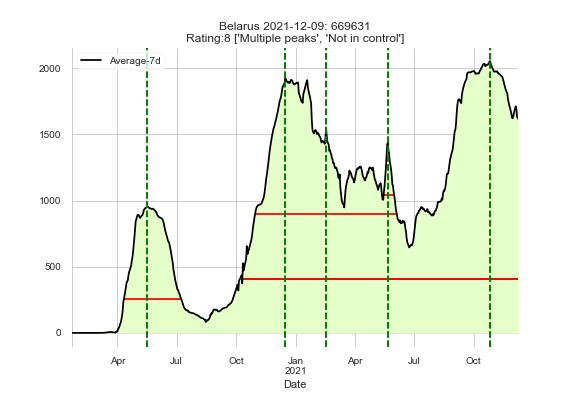 Belarus 2021-12-09: 669631
Rating:8 ['Multiple peaks', 'Not in control']
Average-7d
2000
1500
1000
500
0
Apr Jul Oct Jan Apr Jul Oct
2021
Date